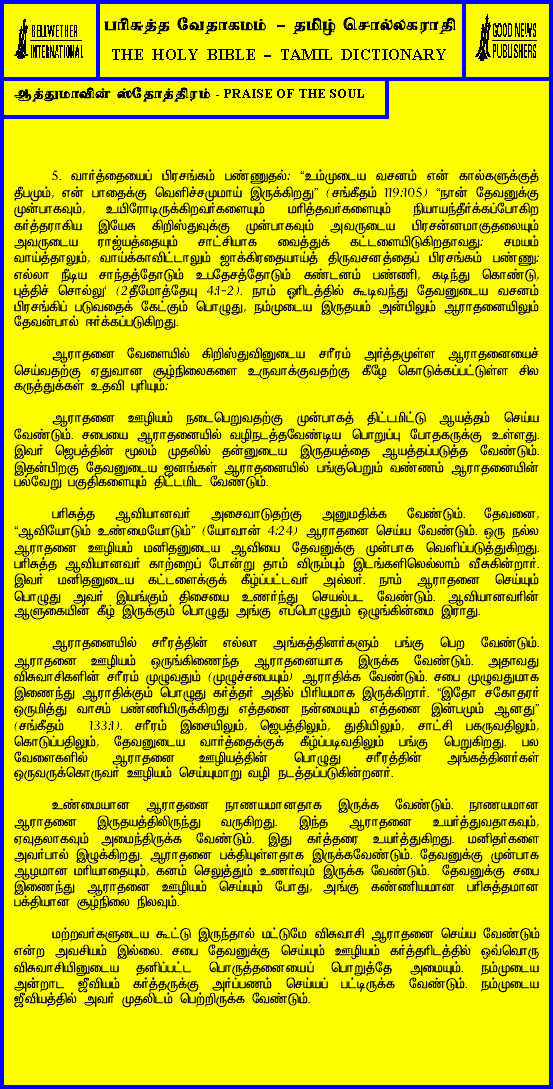 BELLWETHER
INTERNATIONAL
பரிசுத்த வேதாகமம் – தமிழ் சொல்லகராதி
THE HOLY BIBLE – TAMIL DICTIONARY
GOOD NEWS
PUBLISHERS
ஆத்துமாவின் ஸ்தோத்திரம் - PRAISE OF THE SOUL
5. வார்த்தையைப் பிரசங்கம் பண்ணுதல்: “உம்முடைய வசனம் என் கால்களுக்குத்
தீபமும், என் பாதைக்கு வெளிச்சமுமாய் இருக்கிறது” (சங்கீதம் 119:105) “நான் தேவனுக்கு
முன்பாகவும், உயிரோடிருக்கிறவர்களையும் மரித்தவர்களையும் நியாயந்தீர்க்கப்போகிற
கர்த்தராகிய இயேசு கிறிஸ்துவுக்கு முன்பாகவும் அவருடைய பிரசன்னமாகுதலையும்
அவருடைய ராஜ்யத்தையும் சாட்சியாக வைத்துக் கட்டளையிடுகிறதாவது: சமயம்
வாய்த்தாலும், வாய்க்காவிட்டாலும் ஜாக்கிரதையாய்த் திருவசனத்தைப் பிரசங்கம் பண்ணு;
எல்லா நீடிய சாந்தத்தோடும் உபதேசத்தோடும் கண்டனம் பண்ணி, கடிந்து கொண்டு,
புத்திச் சொல்லு’ (2தீமோத்தேயு 4:1-2). நாம் ஓரிடத்தில் கூடிவந்து தேவனுடைய வசனம்
பிரசங்கிப் படுவதைக் கேட்கும் பொழுது, நம்முடைய இருதயம் அன்பிலும் ஆராதனையிலும்
தேவன்பால் ஈர்க்கப்படுகிறது.
ஆராதனை வேளையில் கிறிஸ்துவினுடைய சரீரம் அர்த்தமுள்ள ஆராதனையைச்
செய்வதற்கு ஏதுவான சூழ்நிலைகளை உருவாக்குவதற்கு கீழே கொடுக்கப்பட்டுள்ள சில
கருத்துக்கள் உதவி புரியும்:
ஆராதனை ஊழியம் நடைபெறுவதற்கு முன்பாகத் திட்டமிட்டு ஆயத்தம் செய்ய
வேண்டும். சபையை ஆராதனையில் வழிநடத்தவேண்டிய பொறுப்பு போதகருக்கு உள்ளது.
இவர் ஜெபத்தின் மூலம் முதலில் தன்னுடைய இருதயத்தை ஆயத்தப்படுத்த வேண்டும்.
இதன்பிறகு தேவனுடைய ஜனங்கள் ஆராதனையில் பங்குபெறும் வண்ணம் ஆராதனையின்
பல்வேறு பகுதிகளையும் திட்டமிட வேண்டும்.
பரிசுத்த ஆவியானவர் அசைவாடுதற்கு அனுமதிக்க வேண்டும். தேவனை,
“ஆவியோடும் உண்மையோடும்” (யோவான் 4:24) ஆராதனை செய்ய வேண்டும். ஒரு நல்ல
ஆராதனை ஊழியம் மனிதனுடைய ஆவியை தேவனுக்கு முன்பாக வெளிப்படுத்துகிறது.
பரிசுத்த ஆவியானவர் காற்றைப் போன்று தாம் விரும்பும் இடங்களிலெல்லாம் வீசுகின்றார்.
இவர் மனிதனுடைய கட்டளைக்குக் கீழ்ப்பட்டவர் அல்லர். நாம் ஆராதனை செய்யும்
பொழுது அவர் இயங்கும் திசையை உணர்ந்து செயல்பட வேண்டும். ஆவியானவரின்
ஆளுகையின் கீழ் இருக்கும் பொழுது அங்கு எப்பொழுதும் ஒழுங்கின்மை இராது.
ஆராதனையில் சரீரத்தின் எல்லா அங்கத்தினர்களும் பங்கு பெற வேண்டும்.
ஆராதனை ஊழியம் ஒருங்கிணைந்த ஆராதனையாக இருக்க வேண்டும். அதாவது
விசுவாசிகளின் சரீரம் முழுவதும் (முழுச்சபையும்) ஆராதிக்க வேண்டும். சபை முழுவதுமாக
இணைந்து ஆராதிக்கும் பொழுது கர்த்தர் அதில் பிரியமாக இருக்கிறார். “இதோ சகோதரர்
ஒருமித்து வாசம் பண்ணியிருக்கிறது எத்தனை நன்மையும் எத்தனை இன்பமும் ஆனது”
(சங்கீதம் 133:1). சரீரம் இசையிலும், ஜெபத்திலும், துதியிலும், சாட்சி பகருவதிலும்,
கொடுப்பதிலும், தேவனுடைய வார்த்தைக்குக் கீழ்ப்படிவதிலும் பங்கு பெறுகிறது. பல
வேளைகளில் ஆராதனை ஊழியத்தின் பொழுது சரீரத்தின் அங்கத்தினர்கள்
ஒருவருக்கொருவர் ஊழியம் செய்யுமாறு வழி நடத்தப்படுகின்றனர்.
உண்மையான ஆராதனை நாணயமானதாக இருக்க வேண்டும். நாணயமான
ஆராதனை இருதயத்திலிருந்து வருகிறது. இந்த ஆராதனை உயர்த்துவதாகவும்,
ஏவுதலாகவும் அமைந்திருக்க வேண்டும். இது கர்த்தரை உயர்த்துகிறது. மனிதர்களை
அவர்பால் இழுக்கிறது. ஆராதனை பக்தியுள்ளதாக இருக்கவேண்டும். தேவனுக்கு முன்பாக
ஆழமான மரியாதையும், கனம் செலுத்தும் உணர்வும் இருக்க வேண்டும். தேவனுக்கு சபை
இணைந்து ஆராதனை ஊழியம் செய்யும் போது, அங்கு கண்ணியமான பரிசுத்தமான
பக்தியான சூழ்நிலை நிலவும்.
மற்றவர்களுடைய கூட்டு இருந்தால் மட்டுமே விசுவாசி ஆராதனை செய்ய வேண்டும்
என்ற அவசியம் இல்லை. சபை தேவனுக்கு செய்யும் ஊழியம் கர்த்தரிடத்தில் ஒவ்வொரு
விசுவாசியினுடைய தனிப்பட்ட பொருத்தனையைப் பொறுத்தே அமையும். நம்முடைய
அன்றாட ஜீவியம் கர்த்தருக்கு அர்ப்பணம் செய்யப் பட்டிருக்க வேண்டும். நம்முடைய
ஜீவியத்தில் அவர் முதலிடம் பெற்றிருக்க வேண்டும்.